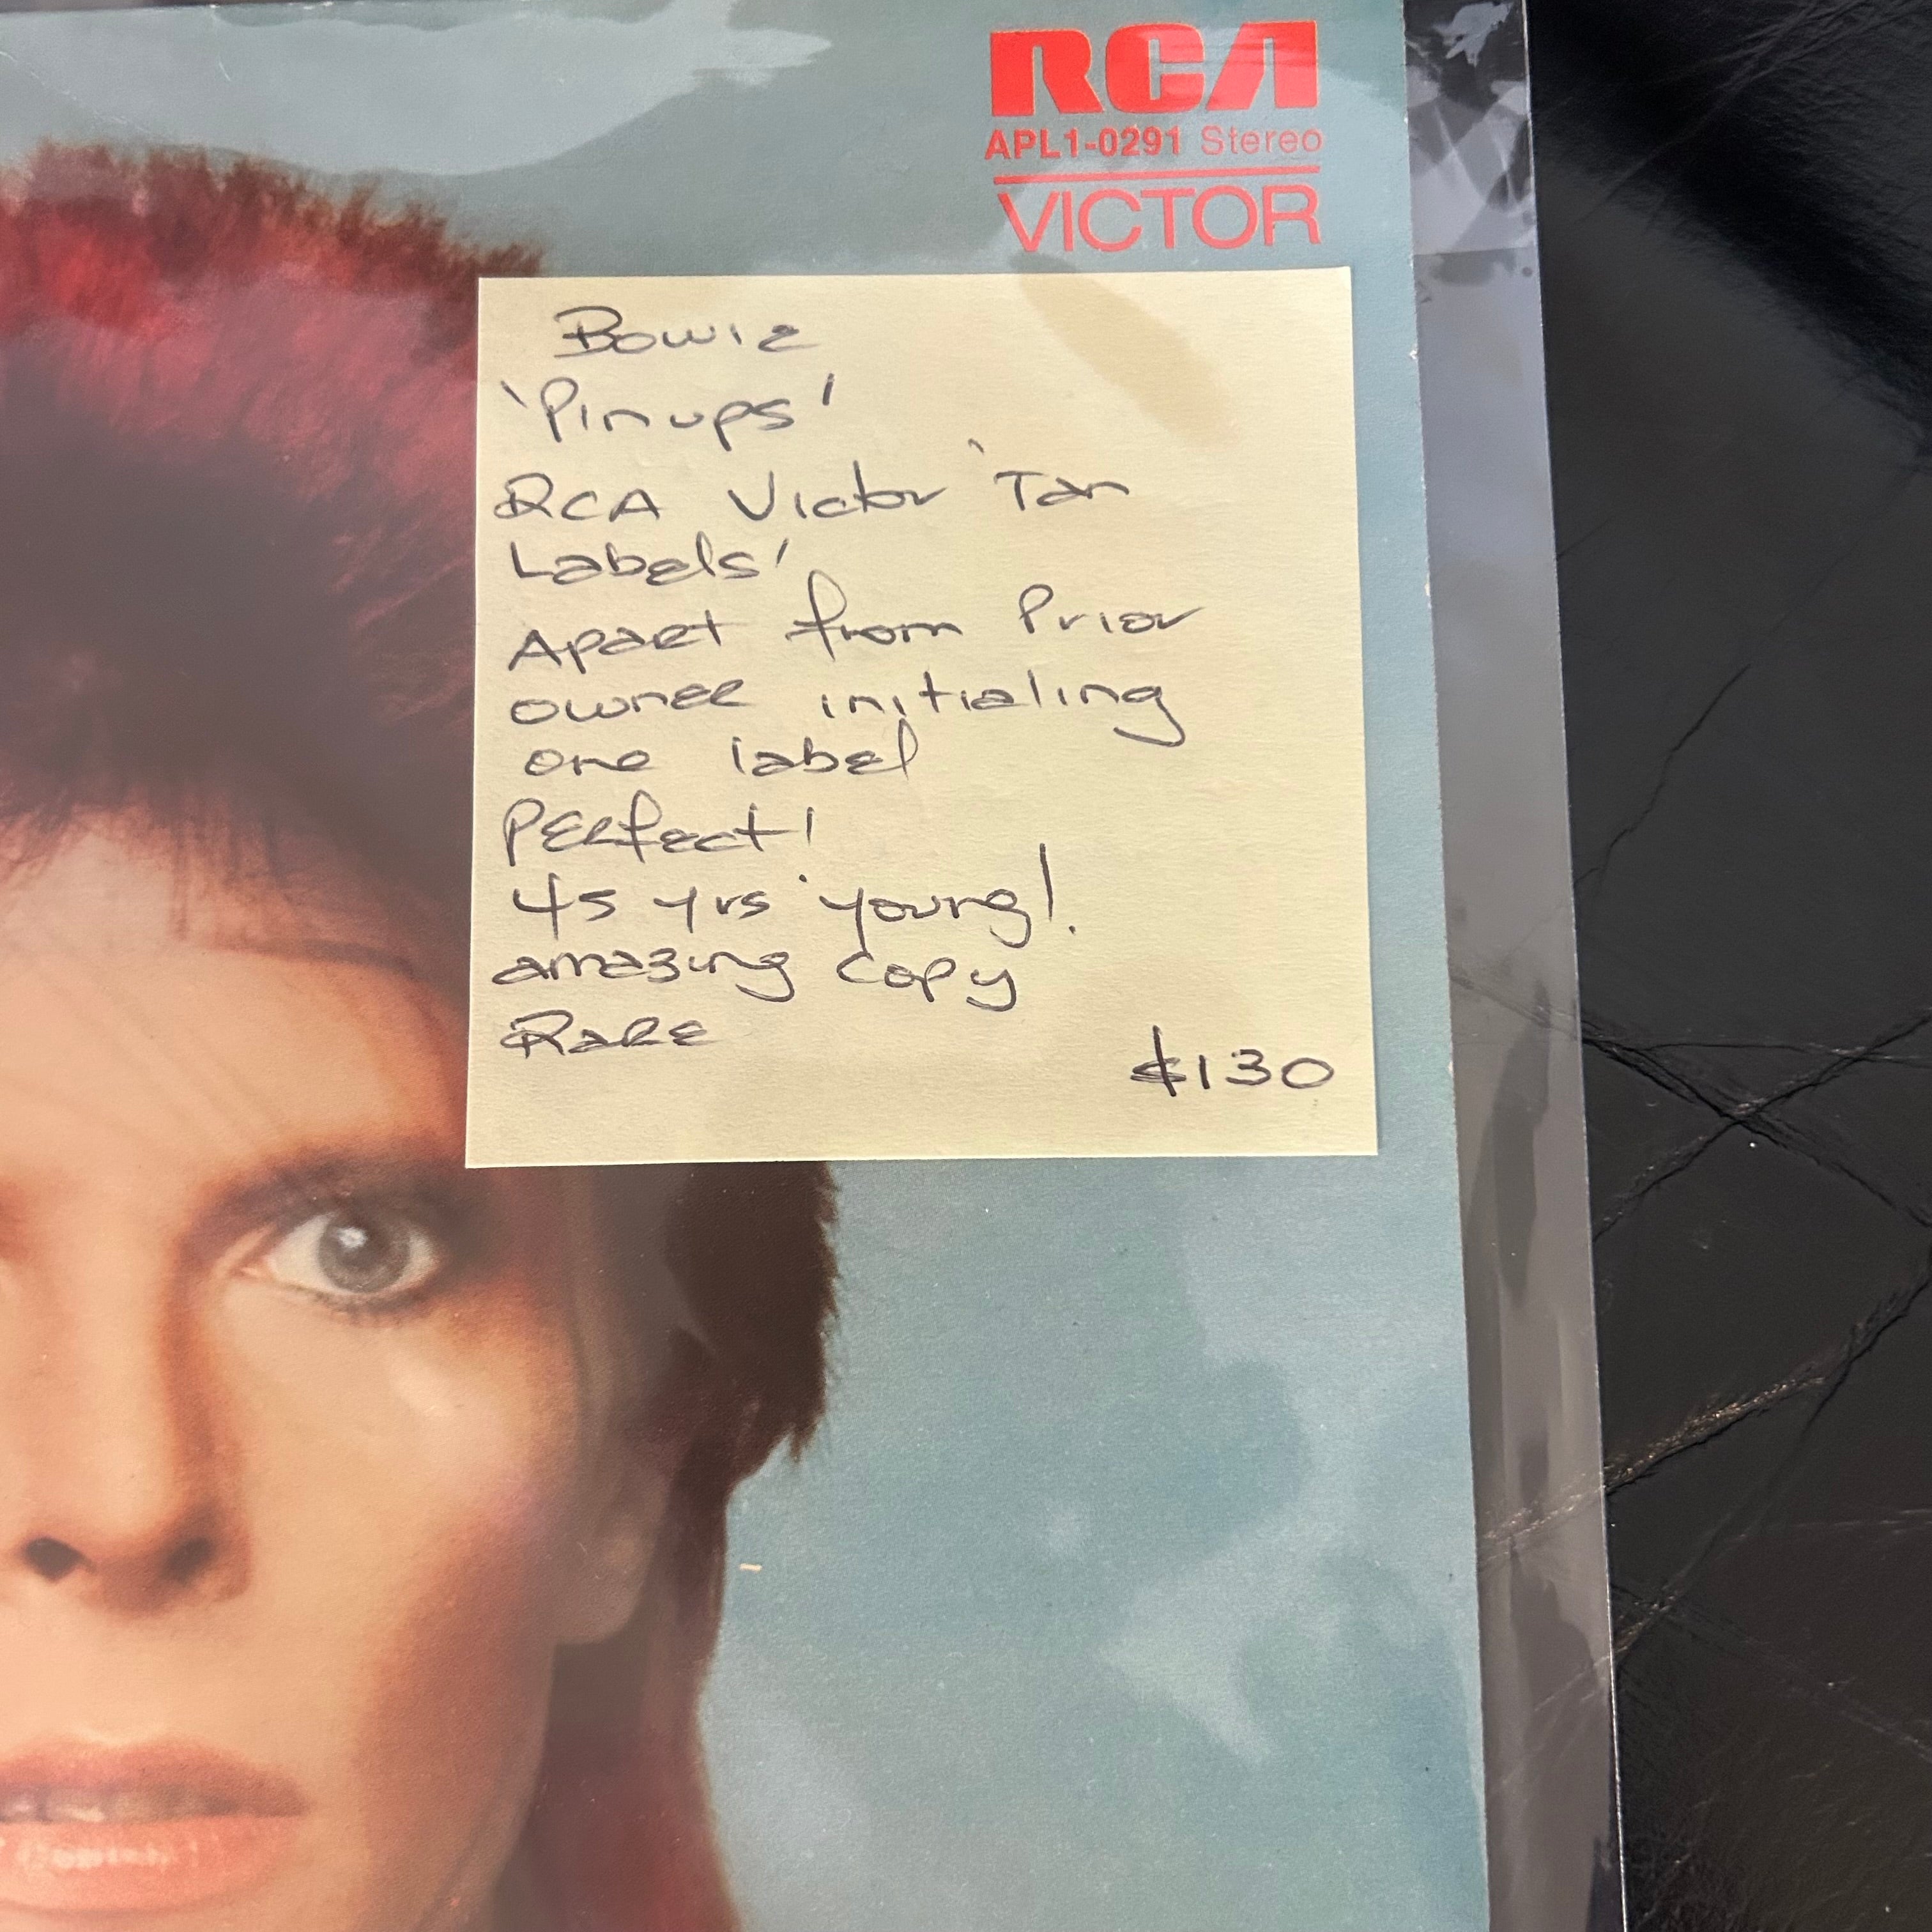 RCA
APL1-0291 Stereo
VICTOR
Bowie
'Pinups'
RCA Victor 'Tan
Labels'
Apart from Prior
owner initialing
one label
PERfect!
45 yrs 'young!
amazing copy
RARE
$130